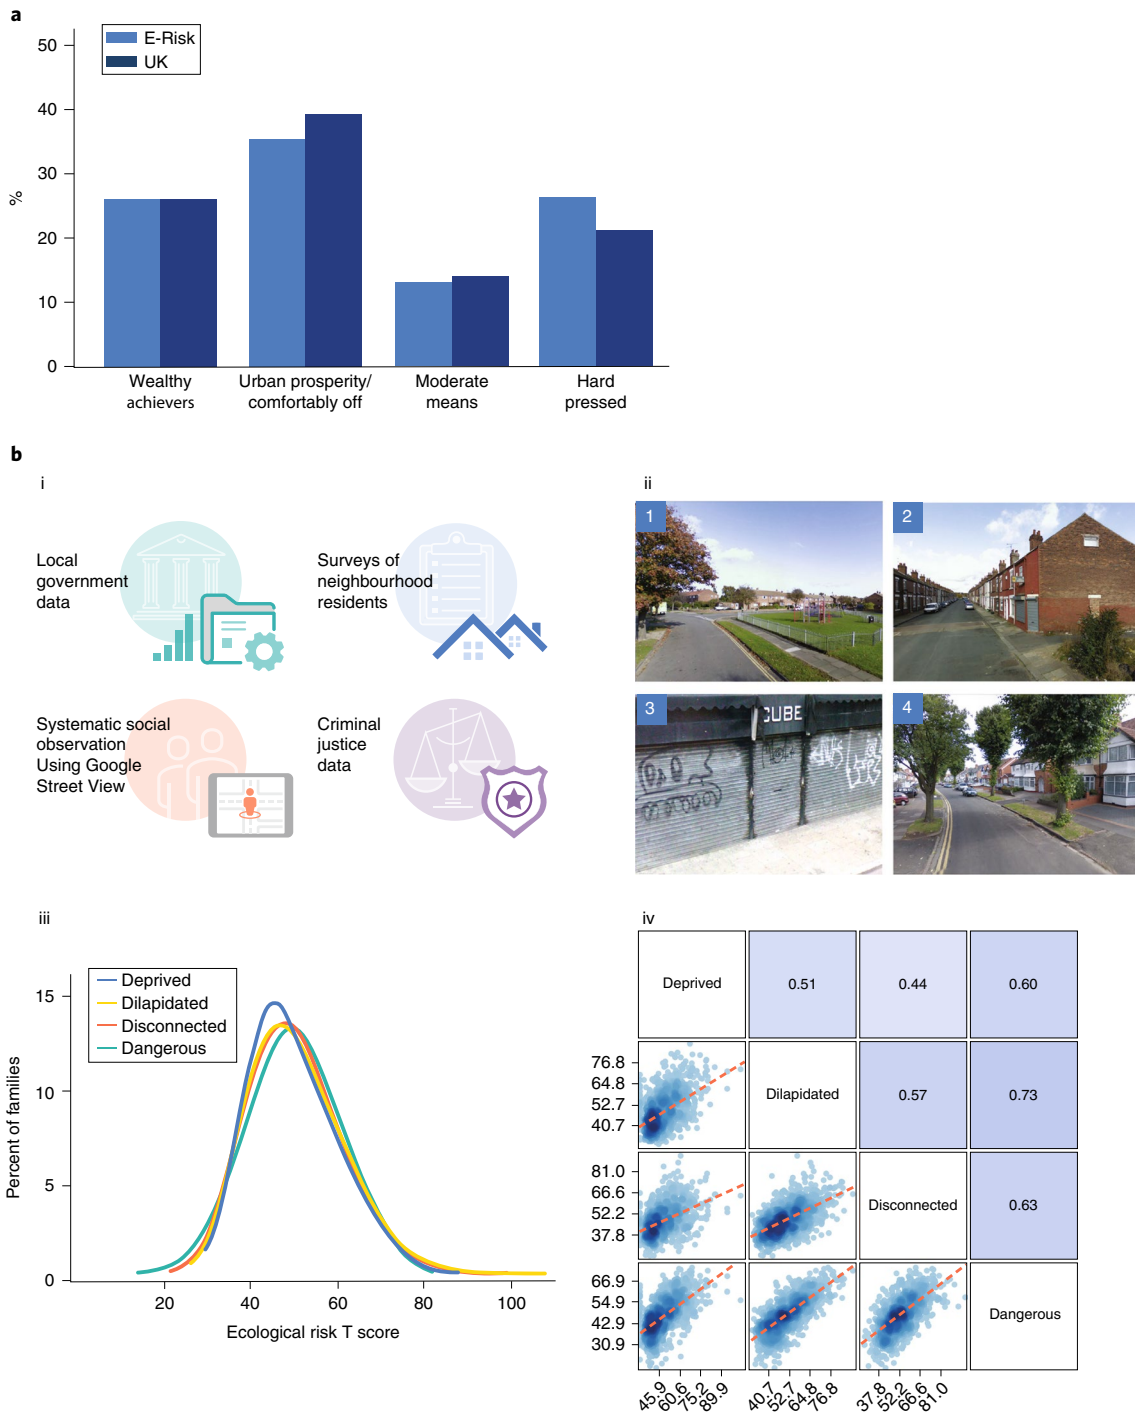 a
50
40
30
20
10
0
%
E-Risk
UK
Wealthy
achievers
Urban prosperity/
comfortably off
Moderate
means
Hard
pressed
b
i
Local
government
data
Surveys of
neighbourhood
residents
Systematic social
observation
Using Google
Street View
Criminal
justice
data
ii
1
2
3
CUBE
4
iii
15
10
5
0
Percent of families
Deprived
Dilapidated
Disconnected
Dangerous
20 40 60 80 100
Ecological risk T score
iv
Deprived 0.51 0.44 0.60
76.8
64.8
52.7
40.7
Dilapidated 0.57 0.73
81.0
66.6
52.2
37.8
Disconnected 0.63
66.9
54.9
42.9
30.9
Dangerous
45.9 60.6 75.2 89.9 40.7 52.7 64.8 76.8 37.8 52.2 66.6 81.0